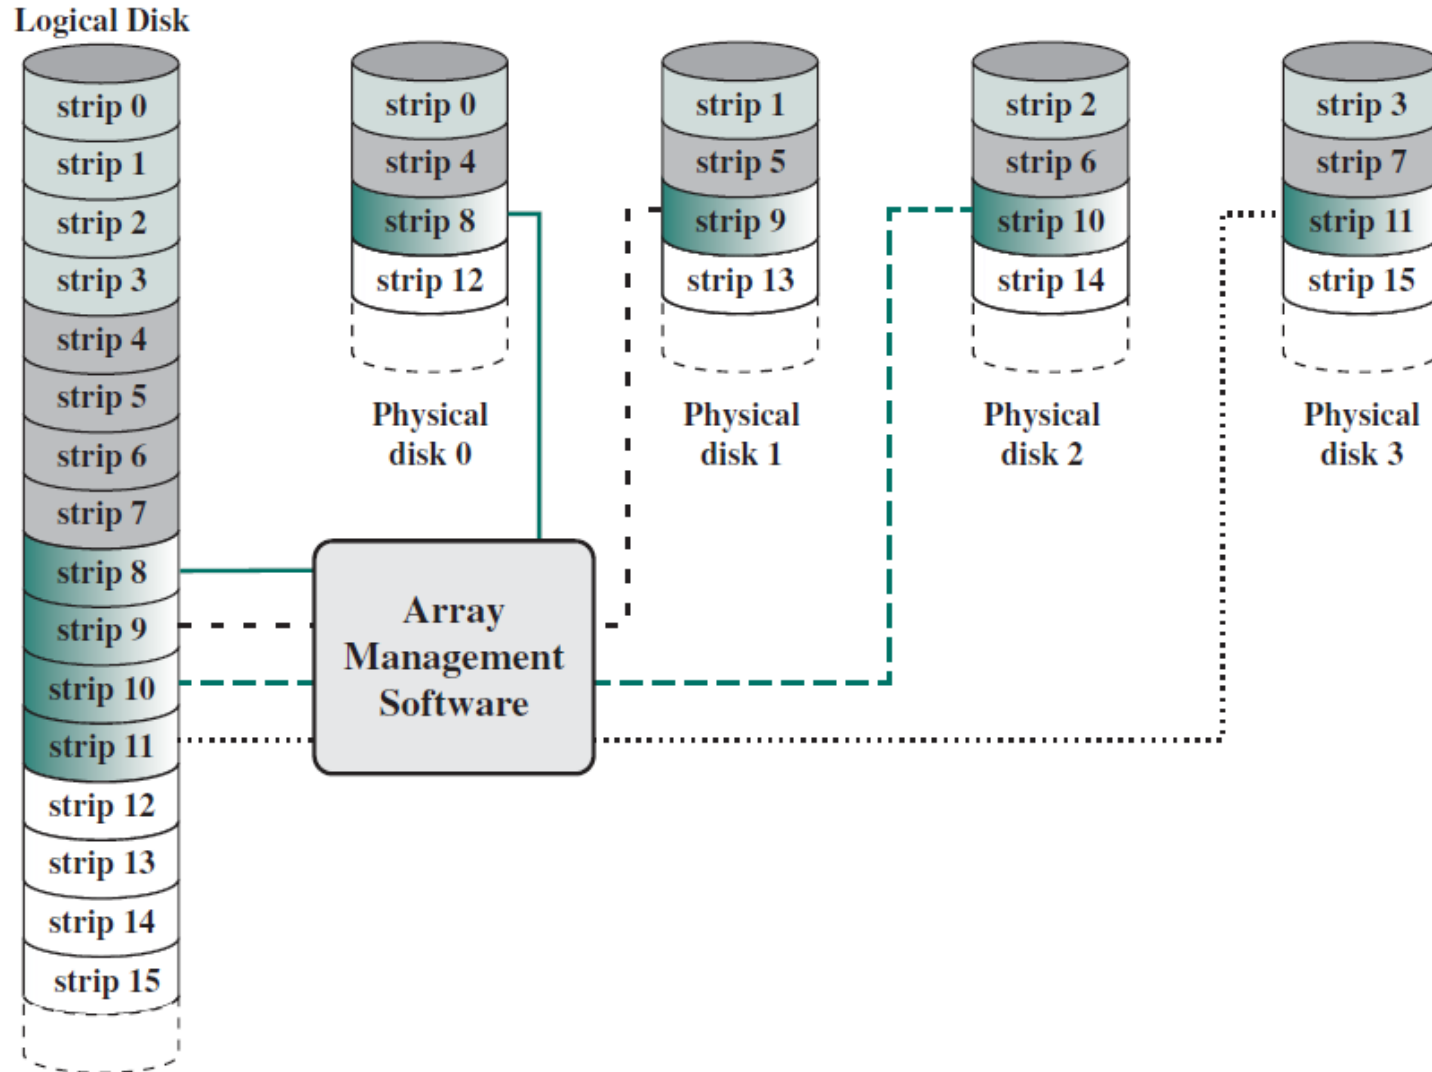 Logical Disk
strip 0
strip 1
strip 2
strip 3
strip 4
strip 5
strip 6
strip 7
strip 8
strip 9
strip 10
strip 11
strip 12
strip 13
strip 14
strip 15
strip 0
strip 4
strip 8
strip 12
Physical
disk 0
strip 1
strip 5
strip 9
strip 13
Physical
disk 1
strip 2
strip 6
strip 10
strip 14
Physical
disk 2
strip 3
strip 7
strip 11
strip 15
Physical
disk 3
Array
Management
Software